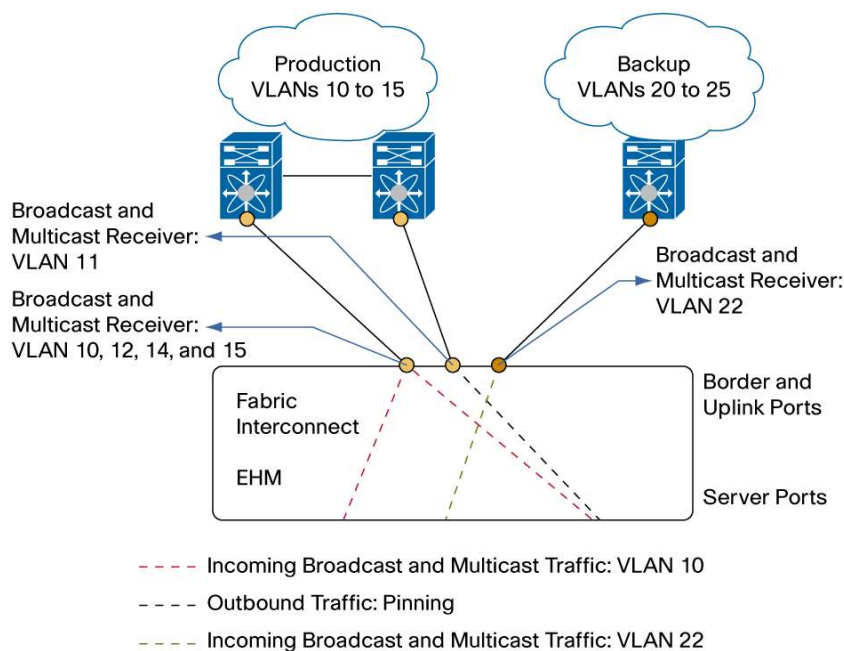 Production
VLANs 10 to 15
Backup
VLANs 20 to 25
Broadcast and
Multicast Receiver:
VLAN 11
Broadcast and
Multicast Receiver:
VLAN 22
Broadcast and
Multicast Receiver:
VLAN 10, 12, 14, and 15
Fabric
Interconnect
EHM
Border and
Uplink Ports
Server Ports
Incoming Broadcast and Multicast Traffic: VLAN 10
Outbound Traffic: Pinning
Incoming Broadcast and Multicast Traffic: VLAN 22